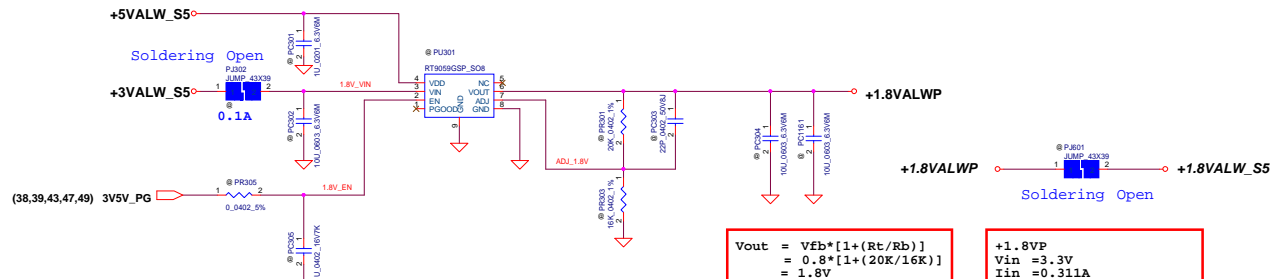 +5VALW_S5
@ PC301
1U_0201_6.3V6M
Soldering Open
PJ302
JUMP_43X39
+3VALW_S5
1
2
@
0.1A
1.8V_VIN
@ PC302
10U_0603_6.3V6M
@ PU301
RT9059GSP_SO8
4 VDD NC 5
3 VIN VOUT 6
2 EN ADJ 7
1 PGOOD GND 8
GND
9
(38,39,43,47,49) 3V5V_PG
@ PR305
1 2
0_0402_5%
1.8V_EN
@ PC305
U_0402_16V7K
@ PR301
20K_0402_1%
@ PC303
22P_0402_50V8J
ADJ_1.8V
@ PR303
16K_0402_1%
@ PC304
10U_0603_6.3V6M
@ PC1161
10U_0603_6.3V6M
+1.8VALWP
+1.8VALWP
@ PJ601
JUMP_43X39
1 2
+1.8VALW_S5
Soldering Open
Vout = Vfb*[1+(Rt/Rb)]
= 0.8*[1+(20K/16K)]
= 1.8V
+1.8VP
Vin =3.3V
Iin =0.311A